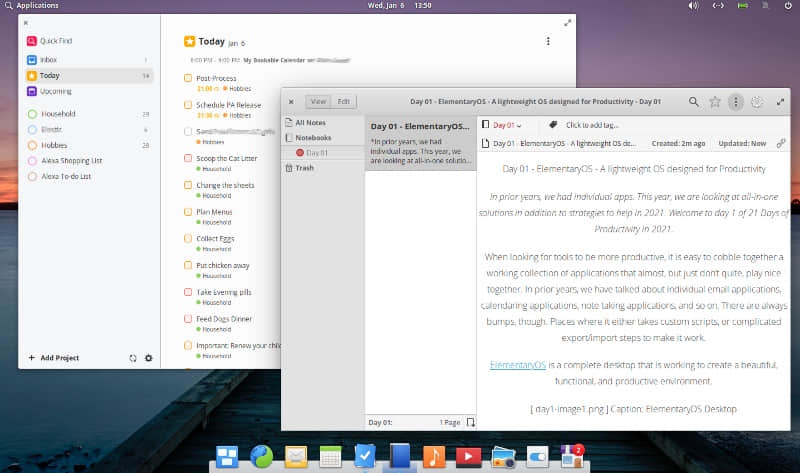 Applications
Wed, Jan 6 13:50
Quick Find
Inbox 1
Today 14
Upcoming
Household 29
6
Hobbies 28
Alexa Shopping List
Alexa To-do List
Add Project
Today Jan 6
8:00 PM - 9:00 PM My Bookable Calendar
Post-Process
21:00 Hobbies
Schedule PA Release
21:30 Hobbies
Hobbies
Scoop the Cat Litter
Household
Change the sheets
Household
Plan Menus
Household
Collect Eggs
Household
Put chicken away
Household
Take Evening pills
Household
Feed Dogs Dinner
Household
Important: Renew your chil
Household
View Edit
Day 01 - ElementaryOS - A lightweight OS designed for Productivity - Day 01
All Notes
Notebooks
Day 01
Trash
Day 01 - ElementaryOS...
"In prior years, we had
individual apps. This year, we
are looking at all-in-one solutio...
Day 01: 1 Page
Day 01 Click to add tag...
Day 01 - ElementaryOS - A lightweight OS de... Created: 2m ago Updated: Now
Day 01 - ElementaryOS - A lightweight OS designed for Productivity
In prior years, we had individual apps. This year, we are looking at all-in-one
solutions in addition to strategies to help in 2021. Welcome to day 1 of 21 Days of
Productivity in 2021.
When looking for tools to be more productive, it is easy to cobble together a
working collection of applications that almost, but just don't quite, play nice
together. In prior years, we have talked about individual email applications,
calendaring applications, note taking applications, and so on. There are always
bumps, though. Places where it either takes custom scripts, or complicated
export/import steps to make it work.
ElementaryOS is a complete desktop that is working to create a beautiful,
functional, and productive environment.
[ day1-image1.png ] Caption: ElementaryOS Desktop
2